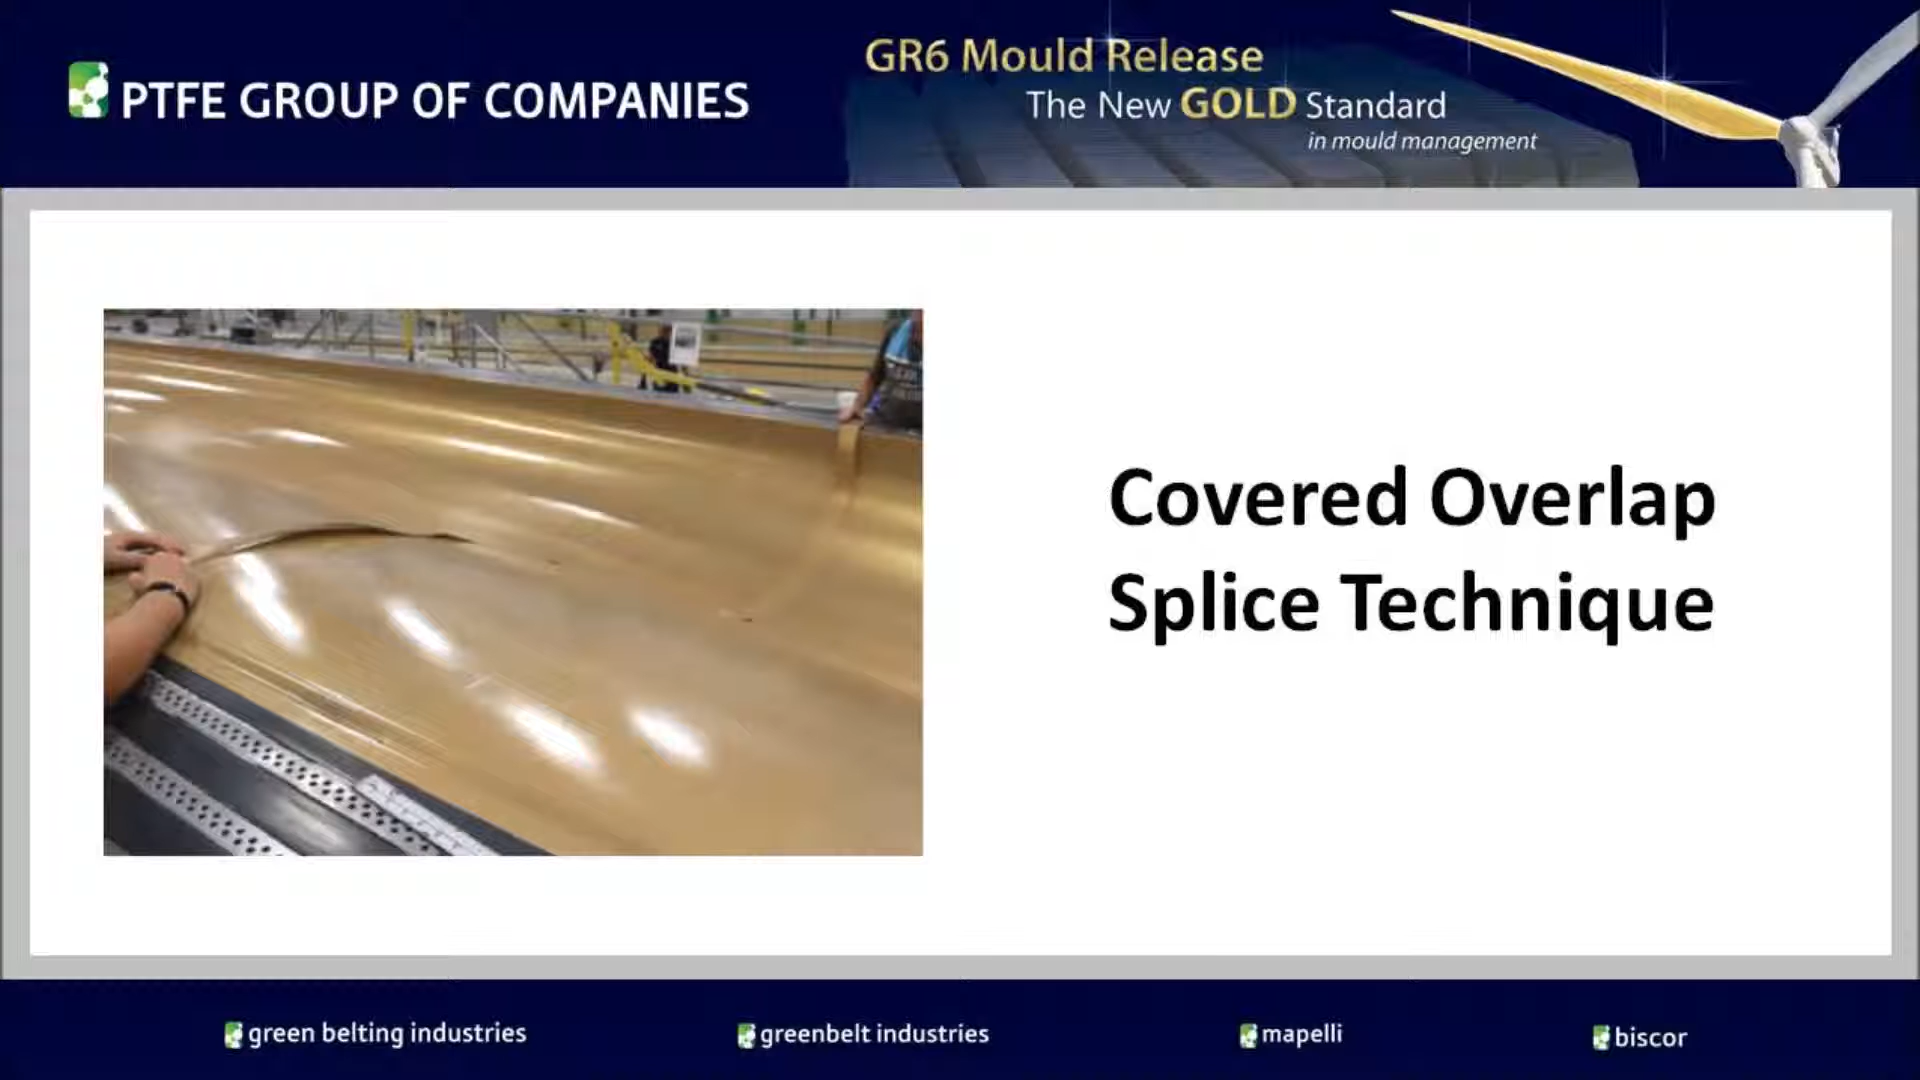 PTFE GROUP OF COMPANIES
GR6 Mould Release
The New GOLD Standard
in mould management
Covered Overlap
Splice Technique
green belting industries
greenbelt industries
mapelli
biscor